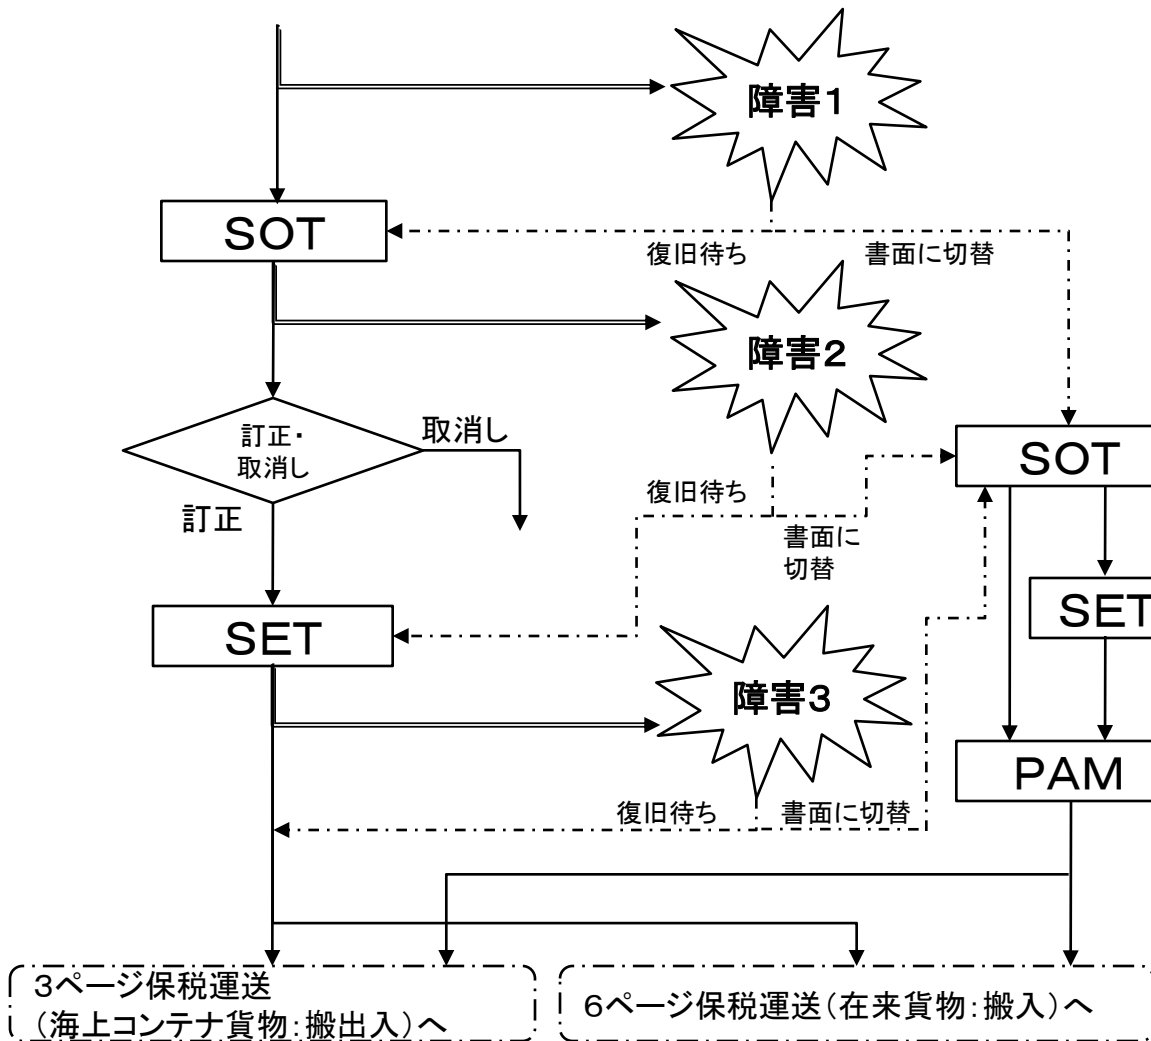 障害1
SOT
復旧待ち
書面に切替
障害2
訂正・
取消し
取消し
訂正
SOT
復旧待ち
書面に
切替
SET
SET
障害3
PAM
復旧待ち
書面に切替
3ページ保税運送
（海上コンテナ貨物：搬出入）へ
6ページ保税運送（在来貨物：搬入）へ